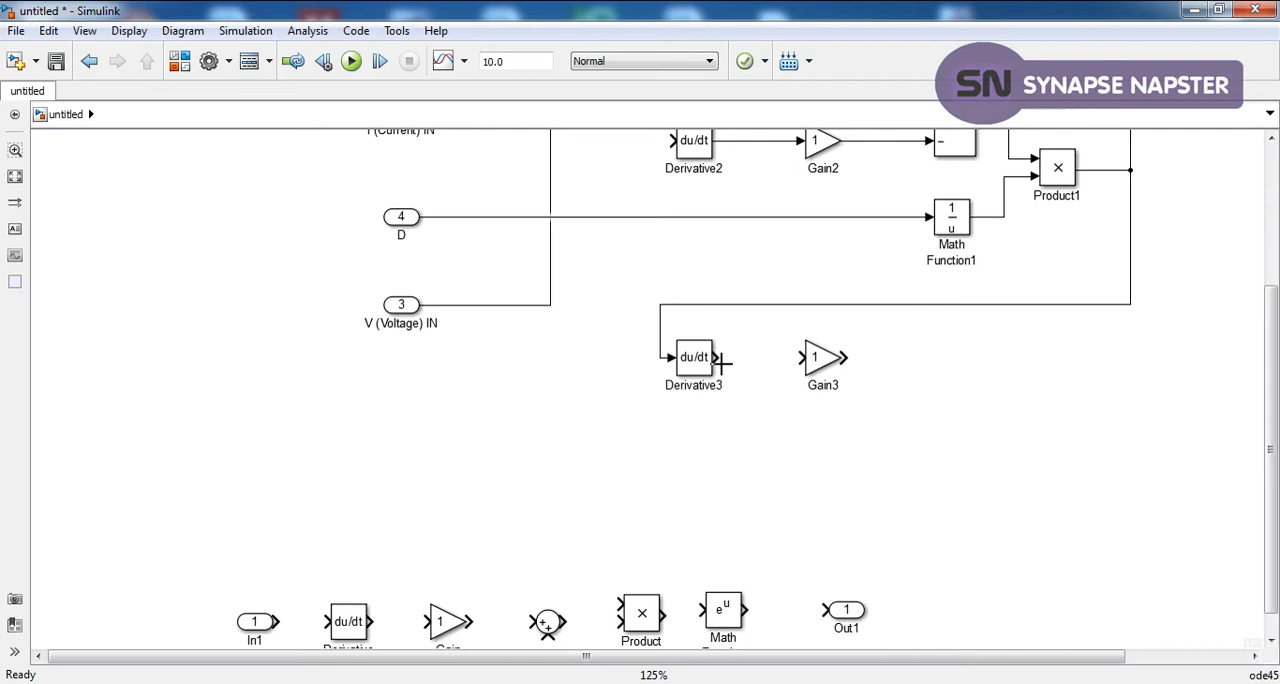 untitled * - Simulink
File Edit View Display Diagram Simulation Analysis Code Tools Help
10.0 Normal
SN SYNAPSE NAPSTER
untitled
untitled
I (Current) IN
du/dt 1 −
Derivative2 Gain2
×
Product1
4
D
1
u
Math
Function1
3
V (Voltage) IN
du/dt 1
Derivative3 Gain3
1 du/dt 1 + + × e^u 1
In1 Product Math Out1
Ready 125% ode45